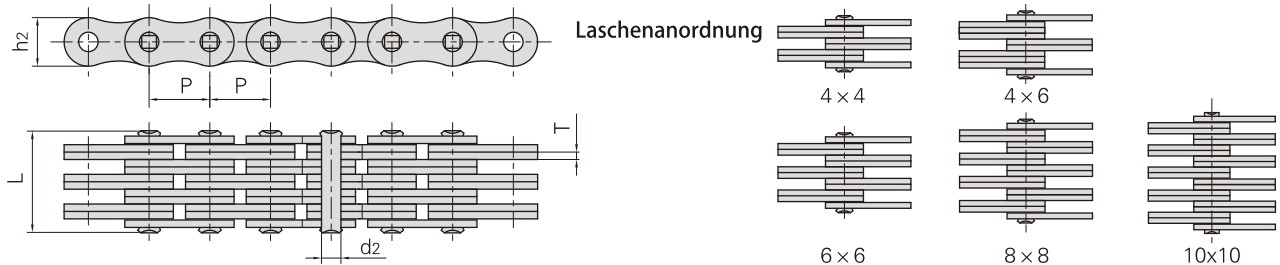 h2
P P
L
T
d2
Laschenanordnung
4 × 4
4 × 6
6 × 6
8 × 8
10x10